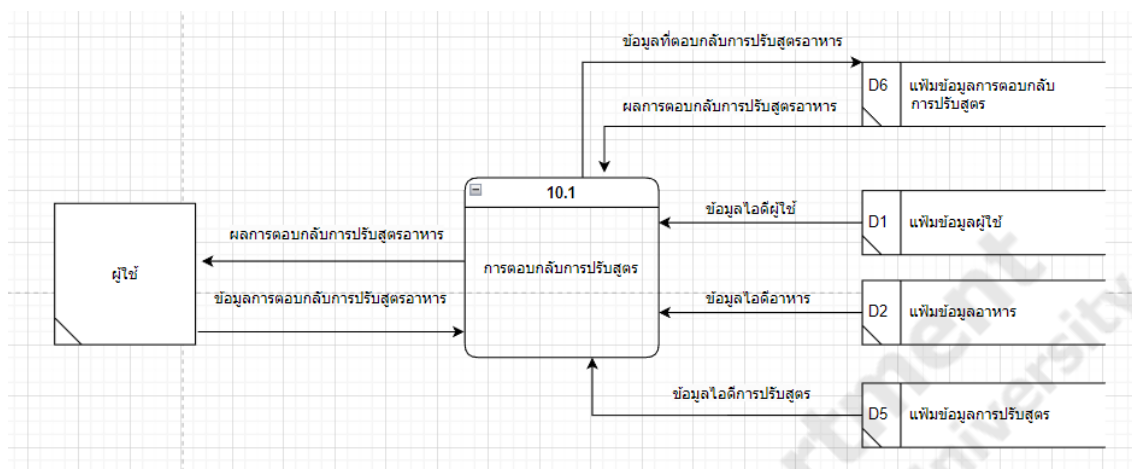 ข้อมูลที่ตอบกลับการปรับสูตรอาหาร
D6
แฟ้มข้อมูลการตอบกลับ
การปรับสูตร
ผลการตอบกลับการปรับสูตรอาหาร
10.1
ข้อมูลไอดีผู้ใช้
D1
แฟ้มข้อมูลผู้ใช้
ผลการตอบกลับการปรับสูตรอาหาร
ผู้ใช้
การตอบกลับการปรับสูตร
ข้อมูลการตอบกลับการปรับสูตรอาหาร
ข้อมูลไอดีอาหาร
D2
แฟ้มข้อมูลอาหาร
ข้อมูลไอดีการปรับสูตร
D5
แฟ้มข้อมูลการปรับสูตร